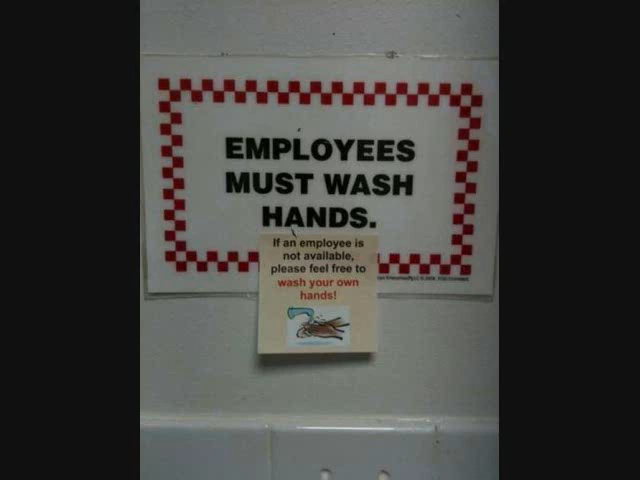 EMPLOYEES
MUST WASH
HANDS.
If an employee is
not available,
please feel free to
wash your own
hands!